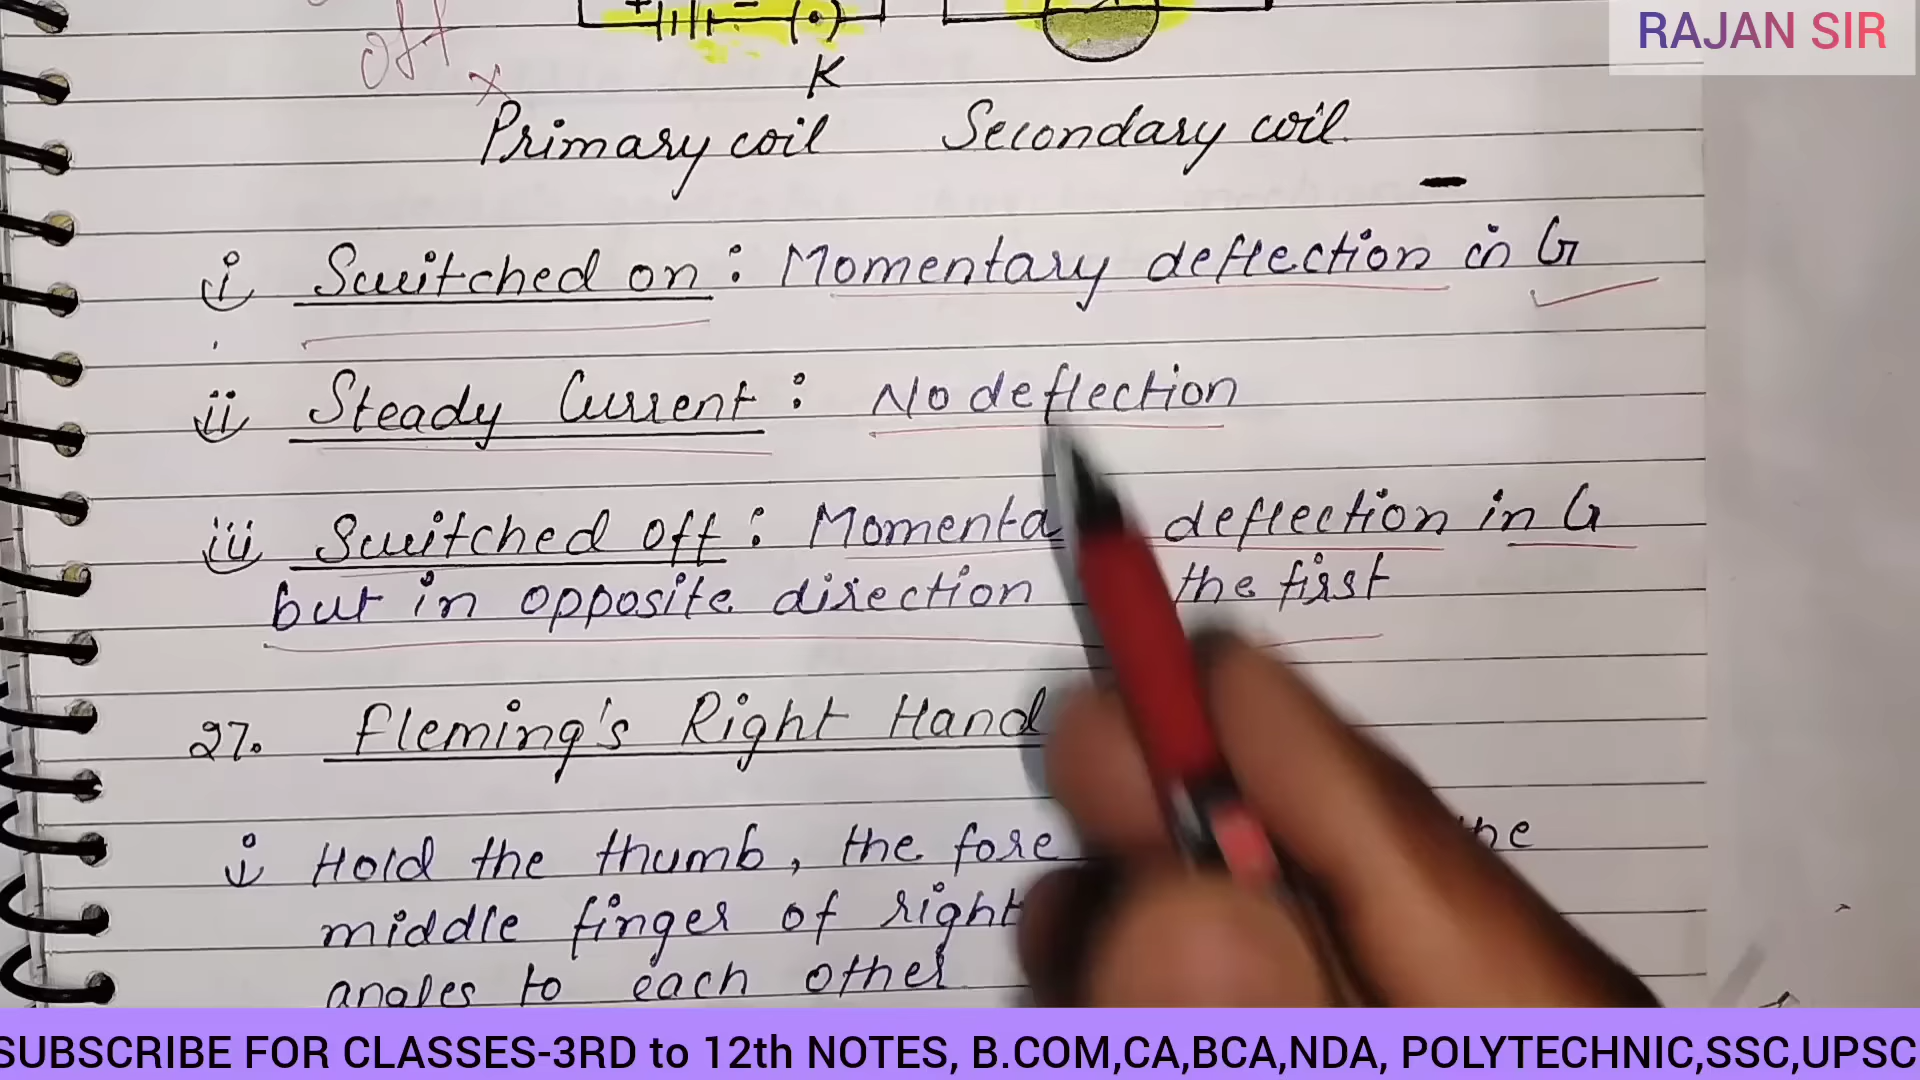 RAJAN SIR
off
+ −
K
Primary coil Secondary coil
i Switched on : Momentary deflection in G
ii Steady Current : No deflection
iii Switched off : Momenta deflection in G
but in opposite direction the first
27. Fleming's Right Hand
i Hold the thumb, the fore the
middle finger of right
angles to each other
SUBSCRIBE FOR CLASSES-3RD to 12th NOTES, B.COM,CA,BCA,NDA, POLYTECHNIC,SSC,UPSC